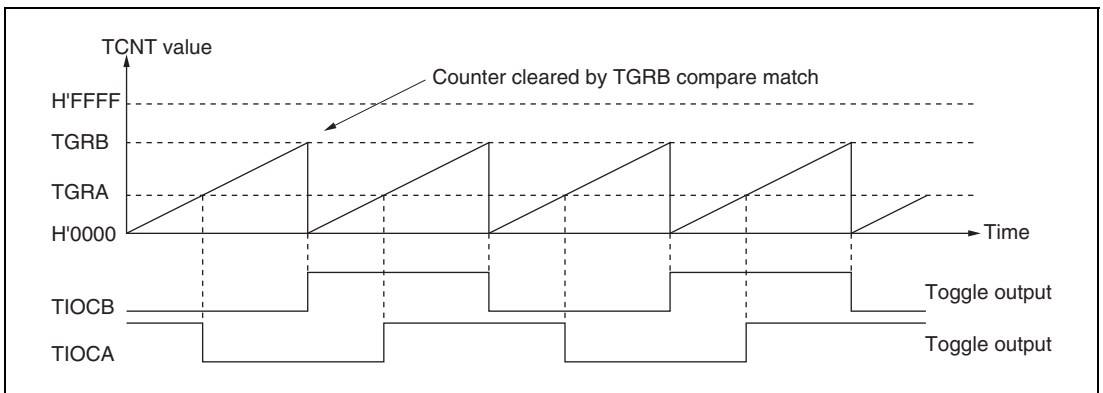 TCNT value
Counter cleared by TGRB compare match
H'FFFF
TGRB
TGRA
H'0000
Time
TIOCB
Toggle output
TIOCA
Toggle output